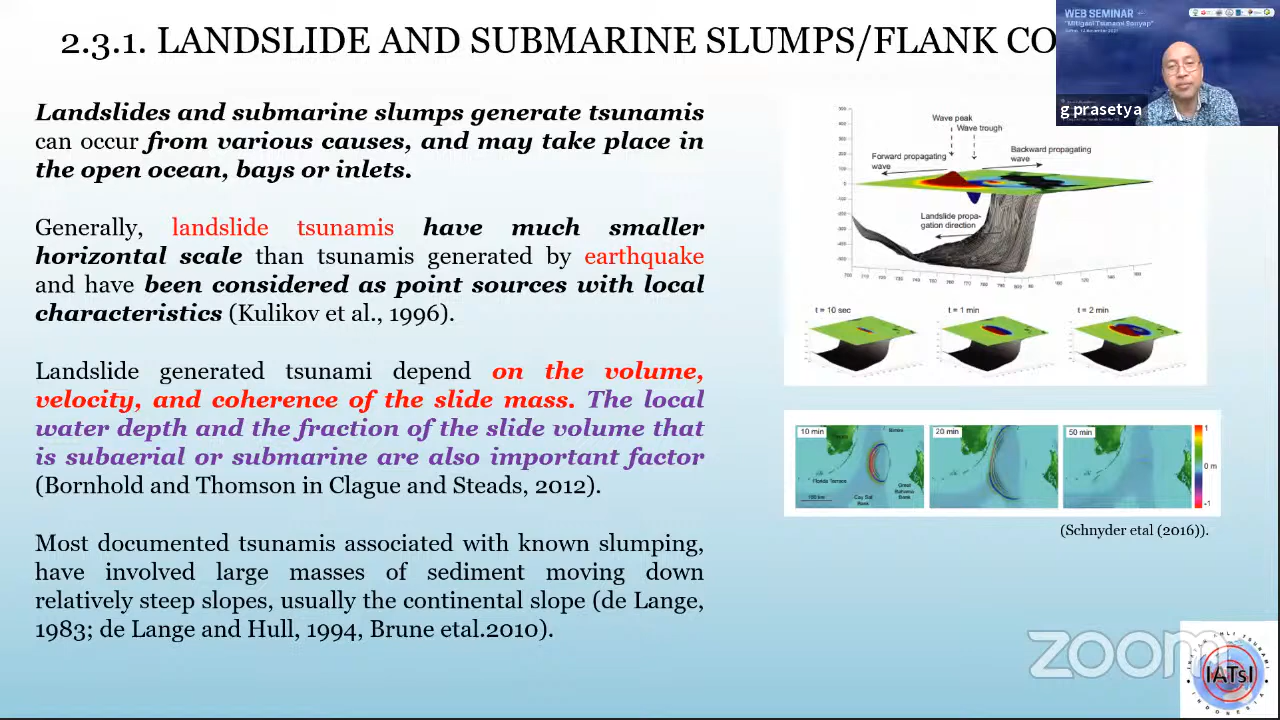 2.3.1. LANDSLIDE AND SUBMARINE SLUMPS/FLANK CO
WEB SEMINAR
"Mitigasi Tsunami Senyap"
g prasetya
Landslides and submarine slumps generate tsunamis
can occur from various causes, and may take place in
the open ocean, bays or inlets.
Generally, landslide tsunamis have much smaller
horizontal scale than tsunamis generated by earthquake
and have been considered as point sources with local
characteristics (Kulikov et al., 1996).
Landslide generated tsunami depend on the volume,
velocity, and coherence of the slide mass. The local
water depth and the fraction of the slide volume that
is subaerial or submarine are also important factor
(Bornhold and Thomson in Clague and Steads, 2012).
Most documented tsunamis associated with known slumping,
have involved large masses of sediment moving down
relatively steep slopes, usually the continental slope (de Lange,
1983; de Lange and Hull, 1994, Brune etal.2010).
Wave peak
Wave trough
Forward propagating
wave
Backward propagating
wave
Landslide propa-
gation direction
t = 10 sec
t = 1 min
t = 2 min
10 min
20 min
50 min
Bimini
Florida Terrace
Cay Sal
Bank
Great
Bahama
Bank
100 km
1
0 m
-1
(Schnyder etal (2016)).
zoom
IATsI
INDONESIA